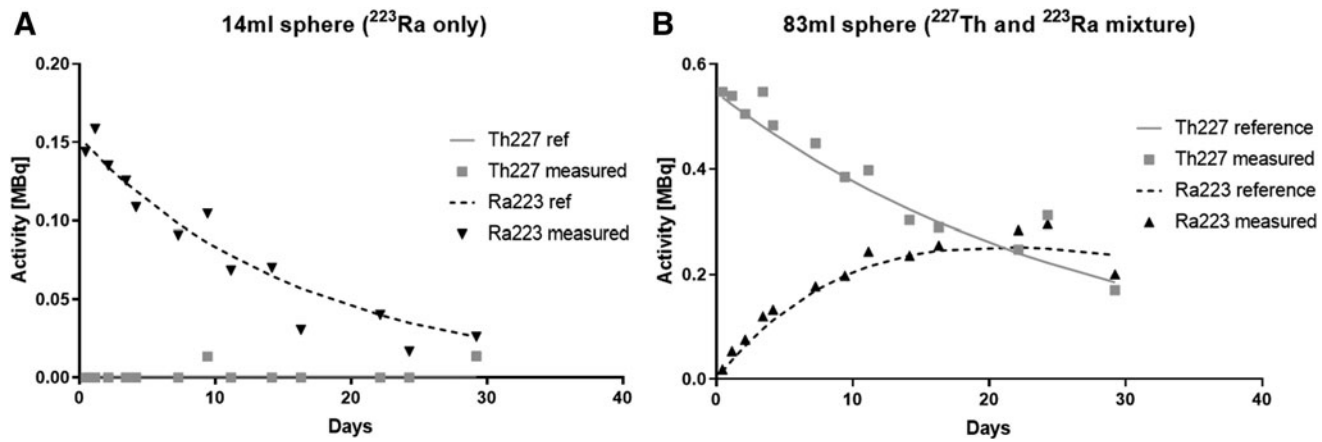 A
14ml sphere (²²³Ra only)
Activity [MBq]
0.20
0.15
0.10
0.05
0.00
0
10
20
30
40
Days
Th227 ref
Th227 measured
Ra223 ref
Ra223 measured
B
83ml sphere (²²⁷Th and ²²³Ra mixture)
Activity [MBq]
0.6
0.4
0.2
0.0
0
10
20
30
40
Days
Th227 reference
Th227 measured
Ra223 reference
Ra223 measured